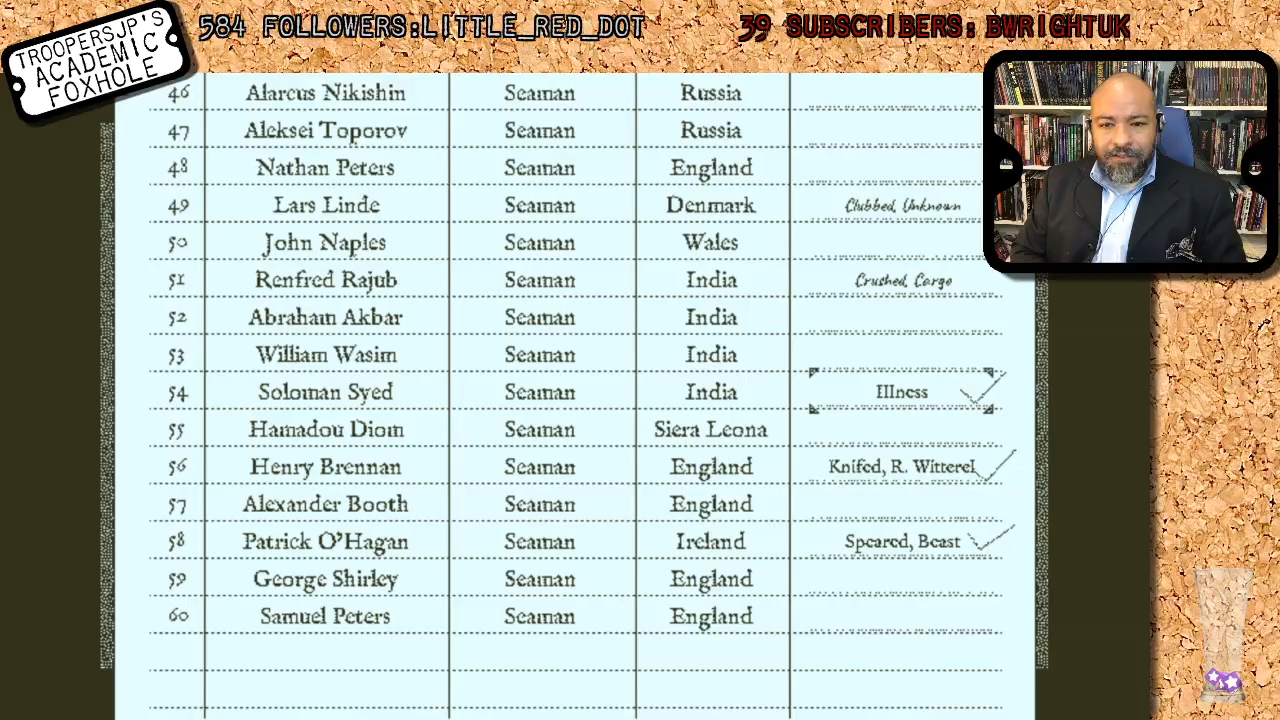 TROOPERSJP'S
ACADEMIC
FOXHOLE
584 FOLLOWERS:LITTLE_RED_DOT
39 SUBSCRIBERS: BWRIGHTUK
46 Alarcus Nikishin Seaman Russia
47 Aleksei Toporov Seaman Russia
48 Nathan Peters Seaman England
49 Lars Linde Seaman Denmark Clubbed, Unknown
50 John Naples Seaman Wales
51 Renfred Rajub Seaman India Crushed, Cargo
52 Abraham Akbar Seaman India
53 William Wasim Seaman India
54 Soloman Syed Seaman India Illness
55 Hamadou Diom Seaman Siera Leona
56 Henry Brennan Seaman England Knifed, R. Witterel
57 Alexander Booth Seaman England
58 Patrick O'Hagan Seaman Ireland Speared, Beast
59 George Shirley Seaman England
60 Samuel Peters Seaman England